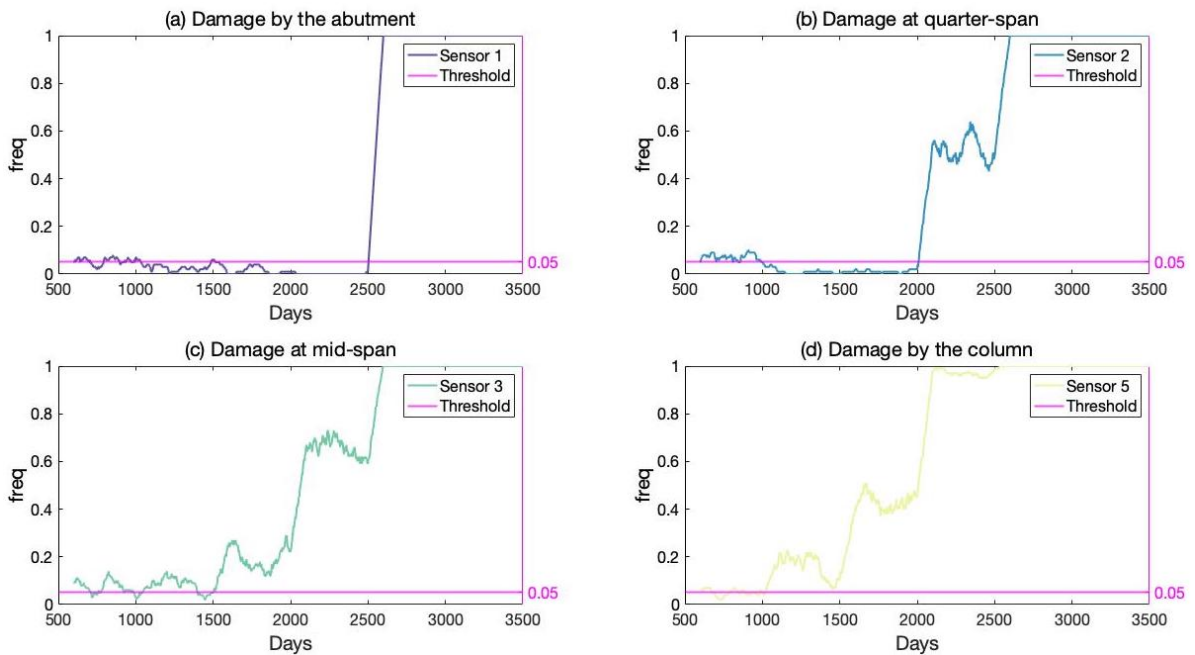 (a) Damage by the abutment
1
0.8
0.6
0.4
0.2
0
freq
500 1000 1500 2000 2500 3000 3500
Days
Sensor 1
Threshold
0.05
(b) Damage at quarter-span
1
0.8
0.6
0.4
0.2
0
freq
500 1000 1500 2000 2500 3000 3500
Days
Sensor 2
Threshold
0.05
(c) Damage at mid-span
1
0.8
0.6
0.4
0.2
0
freq
500 1000 1500 2000 2500 3000 3500
Days
Sensor 3
Threshold
0.05
(d) Damage by the column
1
0.8
0.6
0.4
0.2
0
freq
500 1000 1500 2000 2500 3000 3500
Days
Sensor 5
Threshold
0.05